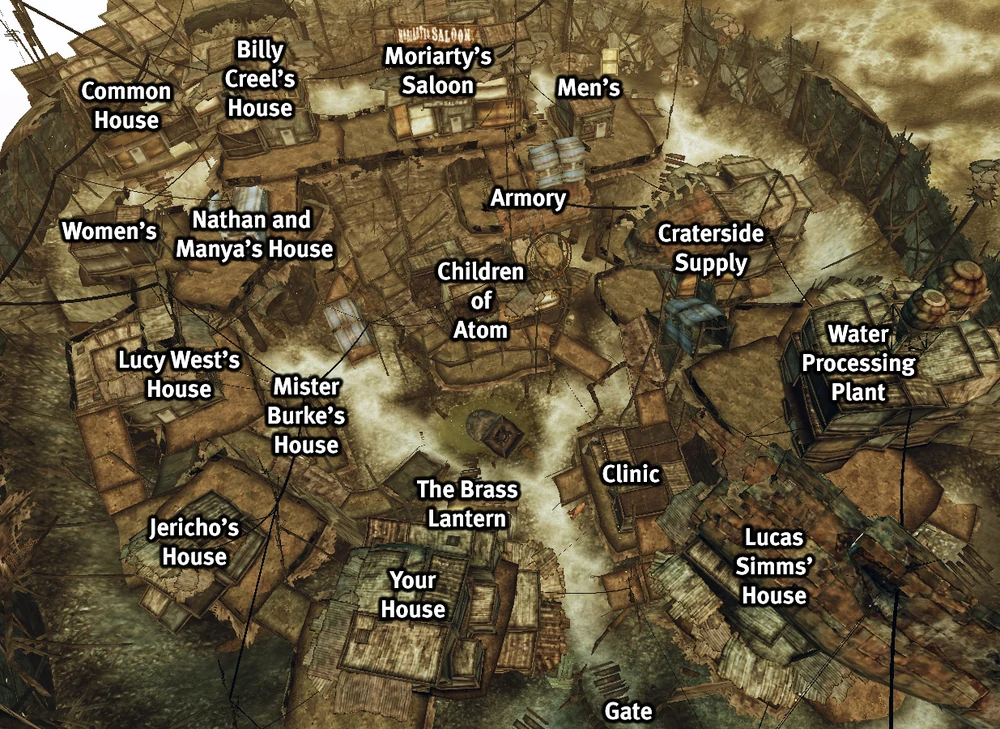 SALOON
Billy
Creel's
House
Moriarty's
Saloon
Common
House
Men's
Armory
Women's
Nathan and
Manya's House
Craterside
Supply
Children
of
Atom
Water
Processing
Plant
Lucy West's
House
Mister
Burke's
House
Clinic
The Brass
Lantern
Jericho's
House
Lucas
Simms'
House
Your
House
Gate